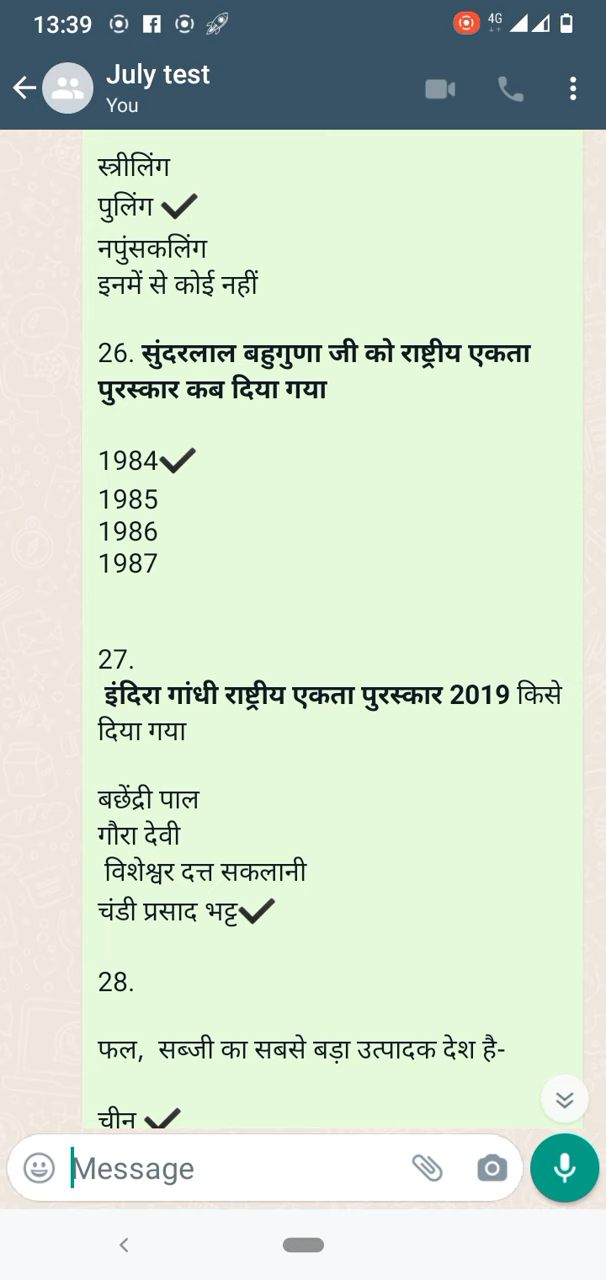 13:39
4G
July test
You
स्त्रीलिंग
पुलिंग ✔
नपुंसकलिंग
इनमें से कोई नहीं
26. सुंदरलाल बहुगुणा जी को राष्ट्रीय एकता
पुरस्कार कब दिया गया
1984✔
1985
1986
1987
27.
इंदिरा गांधी राष्ट्रीय एकता पुरस्कार 2019 किसे
दिया गया
बछेंद्री पाल
गौरा देवी
विशेश्वर दत्त सकलानी
चंडी प्रसाद भट्ट✔
28.
फल, सब्जी का सबसे बड़ा उत्पादक देश है-
चीन ✔
Message